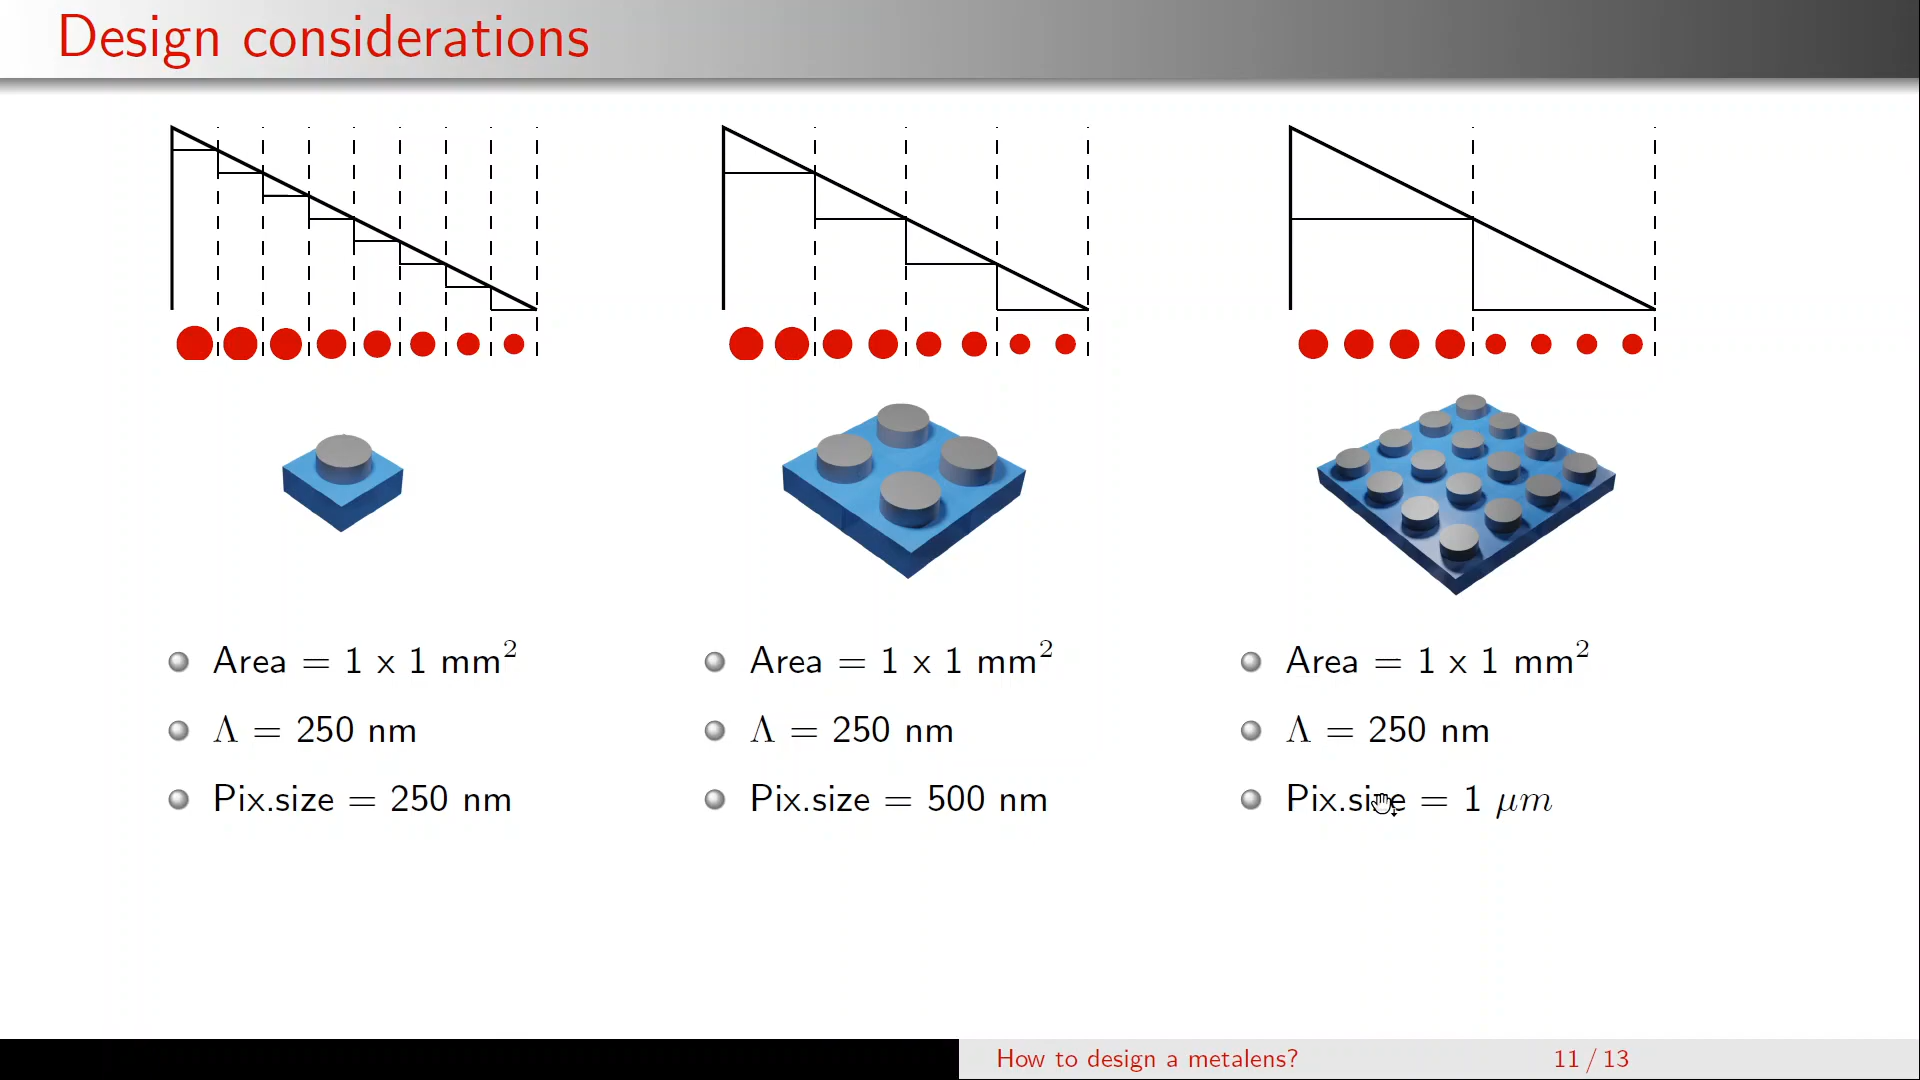 Design considerations
Area = 1 x 1 mm²
Λ = 250 nm
Pix.size = 250 nm
Area = 1 x 1 mm²
Λ = 250 nm
Pix.size = 500 nm
Area = 1 x 1 mm²
Λ = 250 nm
Pix.size = 1 μm
How to design a metalens?
11 / 13